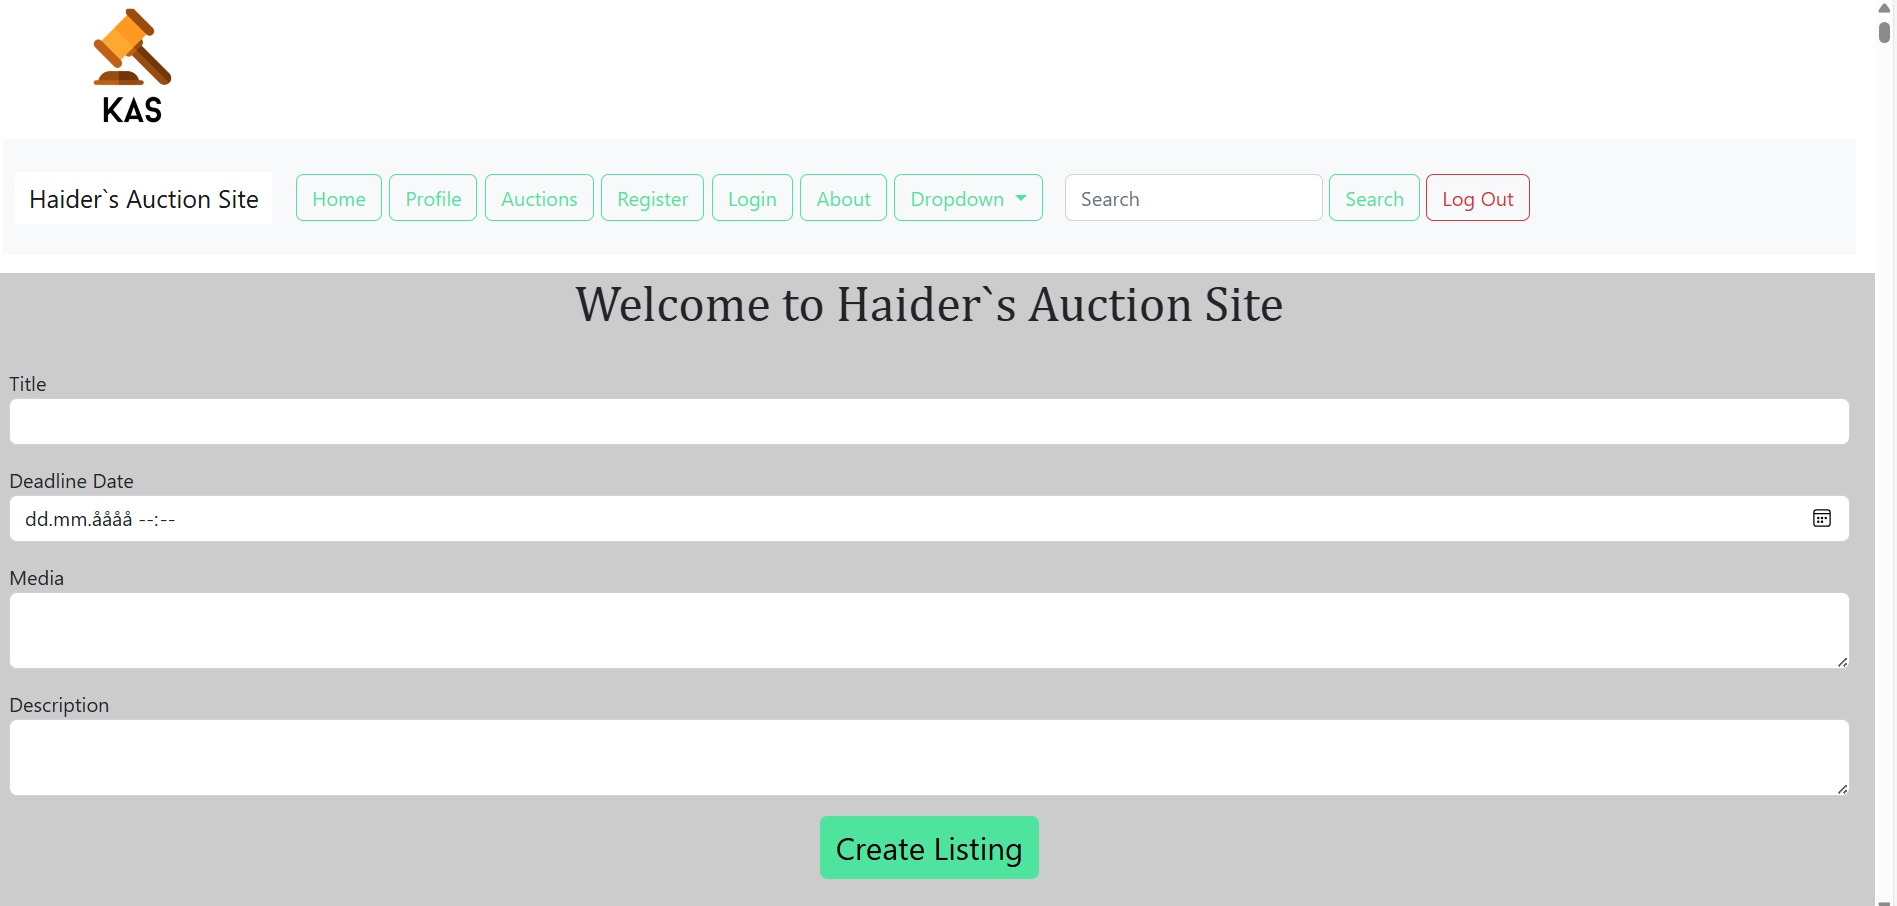 KAS
Haider`s Auction Site Home Profile Auctions Register Login About Dropdown Search Search Log Out
Welcome to Haider`s Auction Site
Title
Deadline Date
dd.mm.åååå --:--
Media
Description
Create Listing